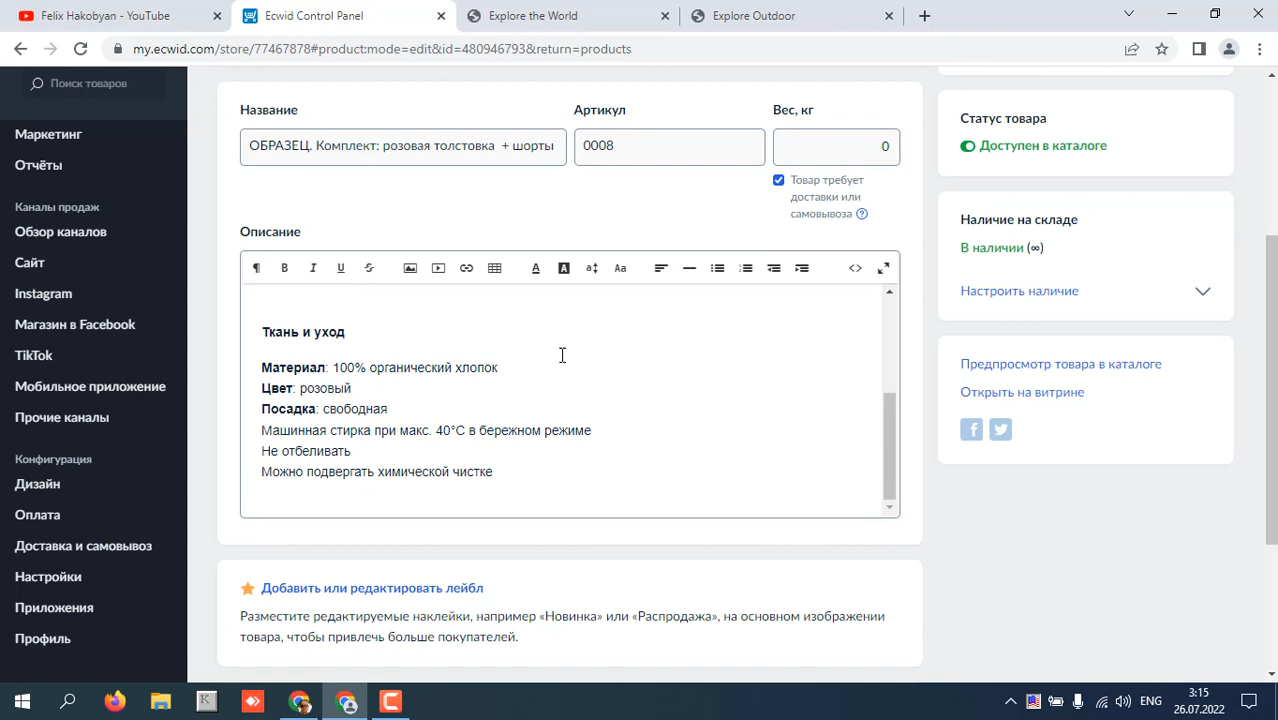 Felix Hakobyan - YouTube
Ecwid Control Panel
Explore the World
Explore Outdoor
my.ecwid.com/store/77467878#product:mode=edit&id=480946793&return=products
Поиск товаров
Маркетинг
Отчёты
Каналы продаж
Обзор каналов
Сайт
Instagram
Магазин в Facebook
TikTok
Мобильное приложение
Прочие каналы
Конфигурация
Дизайн
Оплата
Доставка и самовывоз
Настройки
Приложения
Профиль
Название
Артикул
Вес, кг
ОБРАЗЕЦ. Комплект: розовая толстовка + шорты
0008
0
Товар требует
доставки или
самовывоза
Описание
Ткань и уход
Материал: 100% органический хлопок
Цвет: розовый
Посадка: свободная
Машинная стирка при макс. 40°C в бережном режиме
Не отбеливать
Можно подвергать химической чистке
Добавить или редактировать лейбл
Разместите редактируемые наклейки, например «Новинка» или «Распродажа», на основном изображении
товара, чтобы привлечь больше покупателей.
Статус товара
Доступен в каталоге
Наличие на складе
В наличии (∞)
Настроить наличие
Предпросмотр товара в каталоге
Открыть на витрине
ENG
3:15
26.07.2022